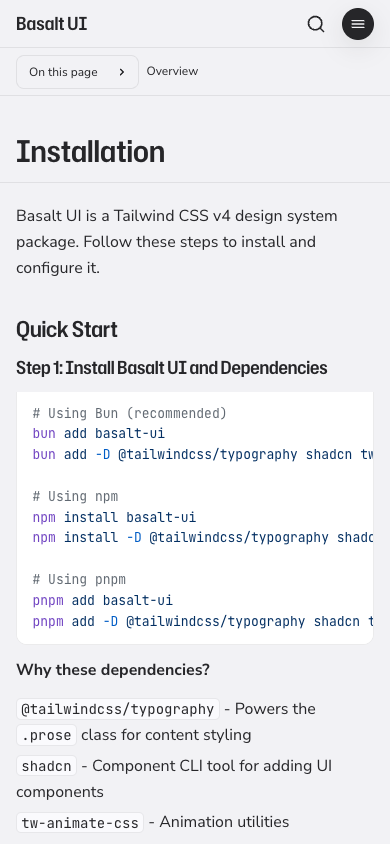 Basalt UI
On this page
Overview
Installation
Basalt UI is a Tailwind CSS v4 design system
package. Follow these steps to install and
configure it.
Quick Start
Step 1: Install Basalt UI and Dependencies
# Using Bun (recommended)
bun add basalt-ui
bun add -D @tailwindcss/typography shadcn tw
# Using npm
npm install basalt-ui
npm install -D @tailwindcss/typography shadc
# Using pnpm
pnpm add basalt-ui
pnpm add -D @tailwindcss/typography shadcn t
Why these dependencies?
@tailwindcss/typography - Powers the
.prose class for content styling
shadcn - Component CLI tool for adding UI
components
tw-animate-css - Animation utilities